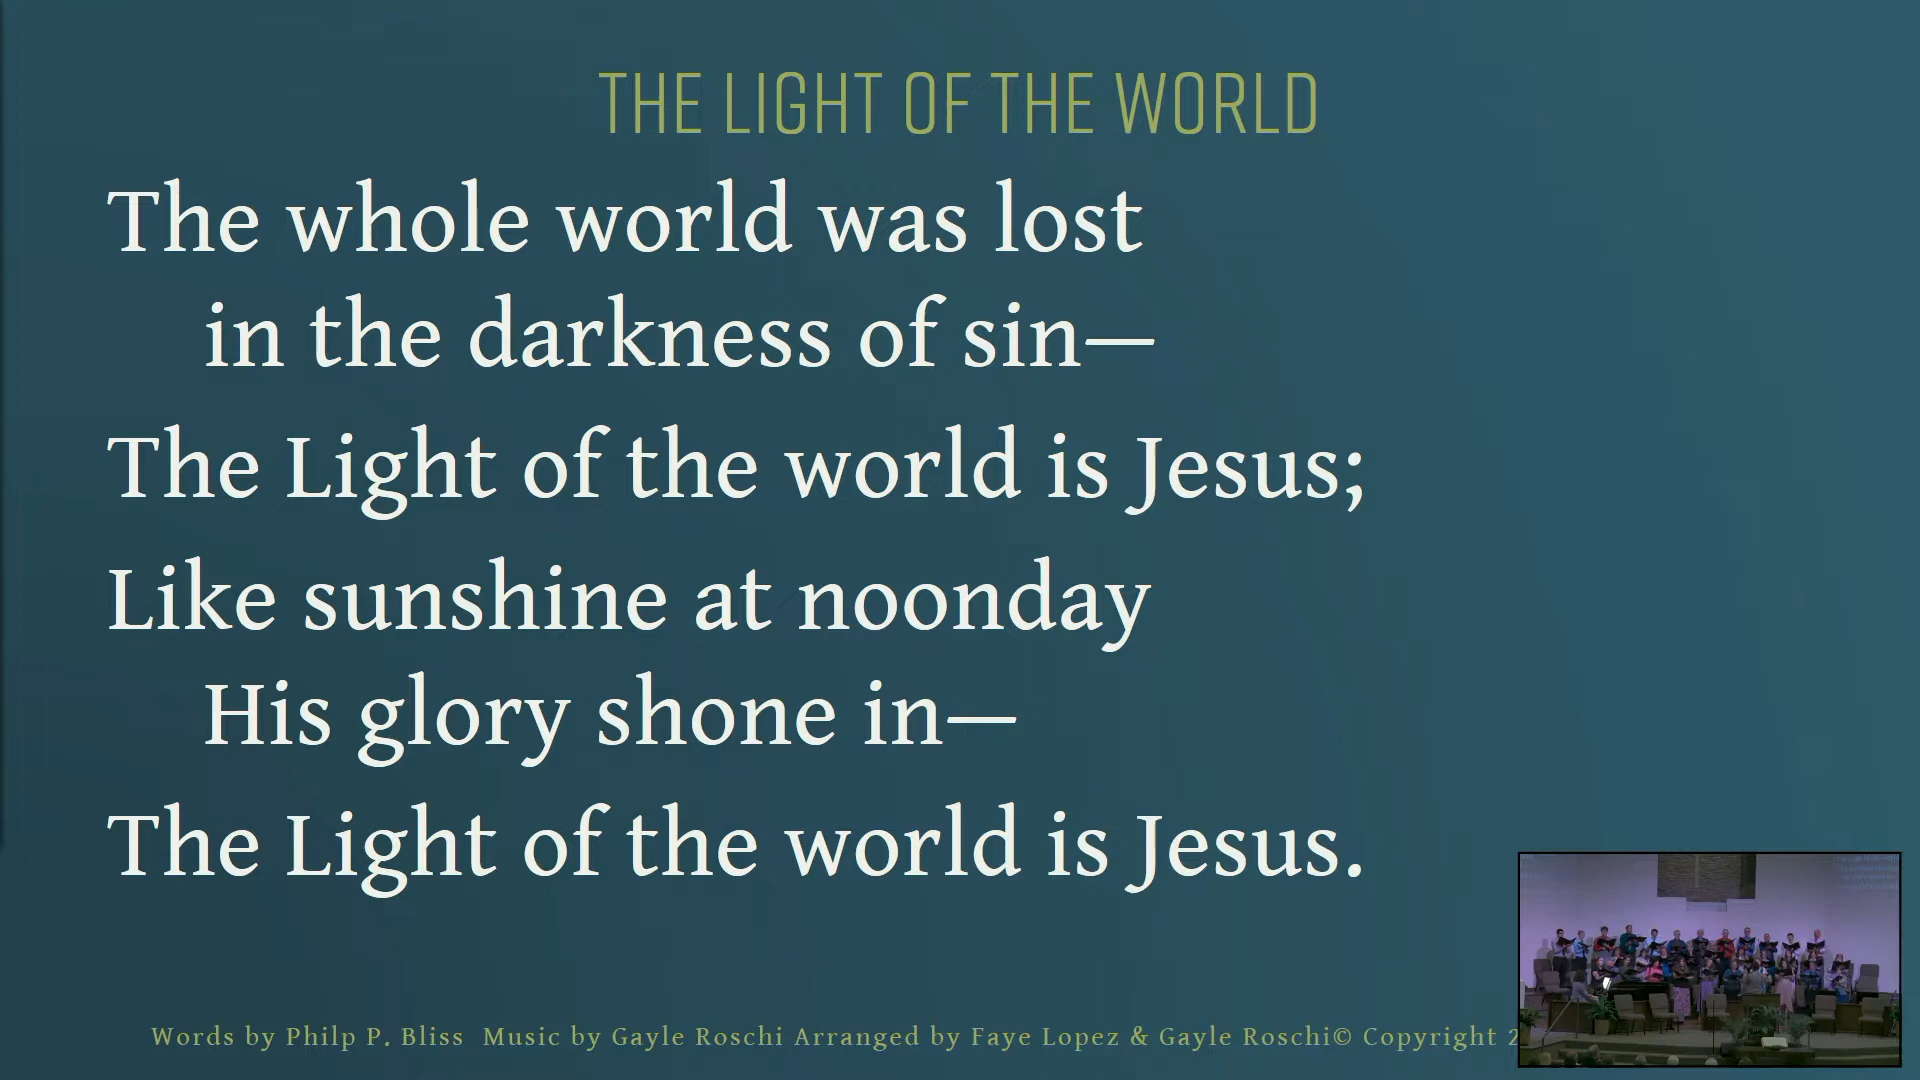 THE LIGHT OF THE WORLD
The whole world was lost
in the darkness of sin—
The Light of the world is Jesus;
Like sunshine at noonday
His glory shone in—
The Light of the world is Jesus.
Words by Philp P. Bliss Music by Gayle Roschi Arranged by Faye Lopez & Gayle Roschi© Copyright 2